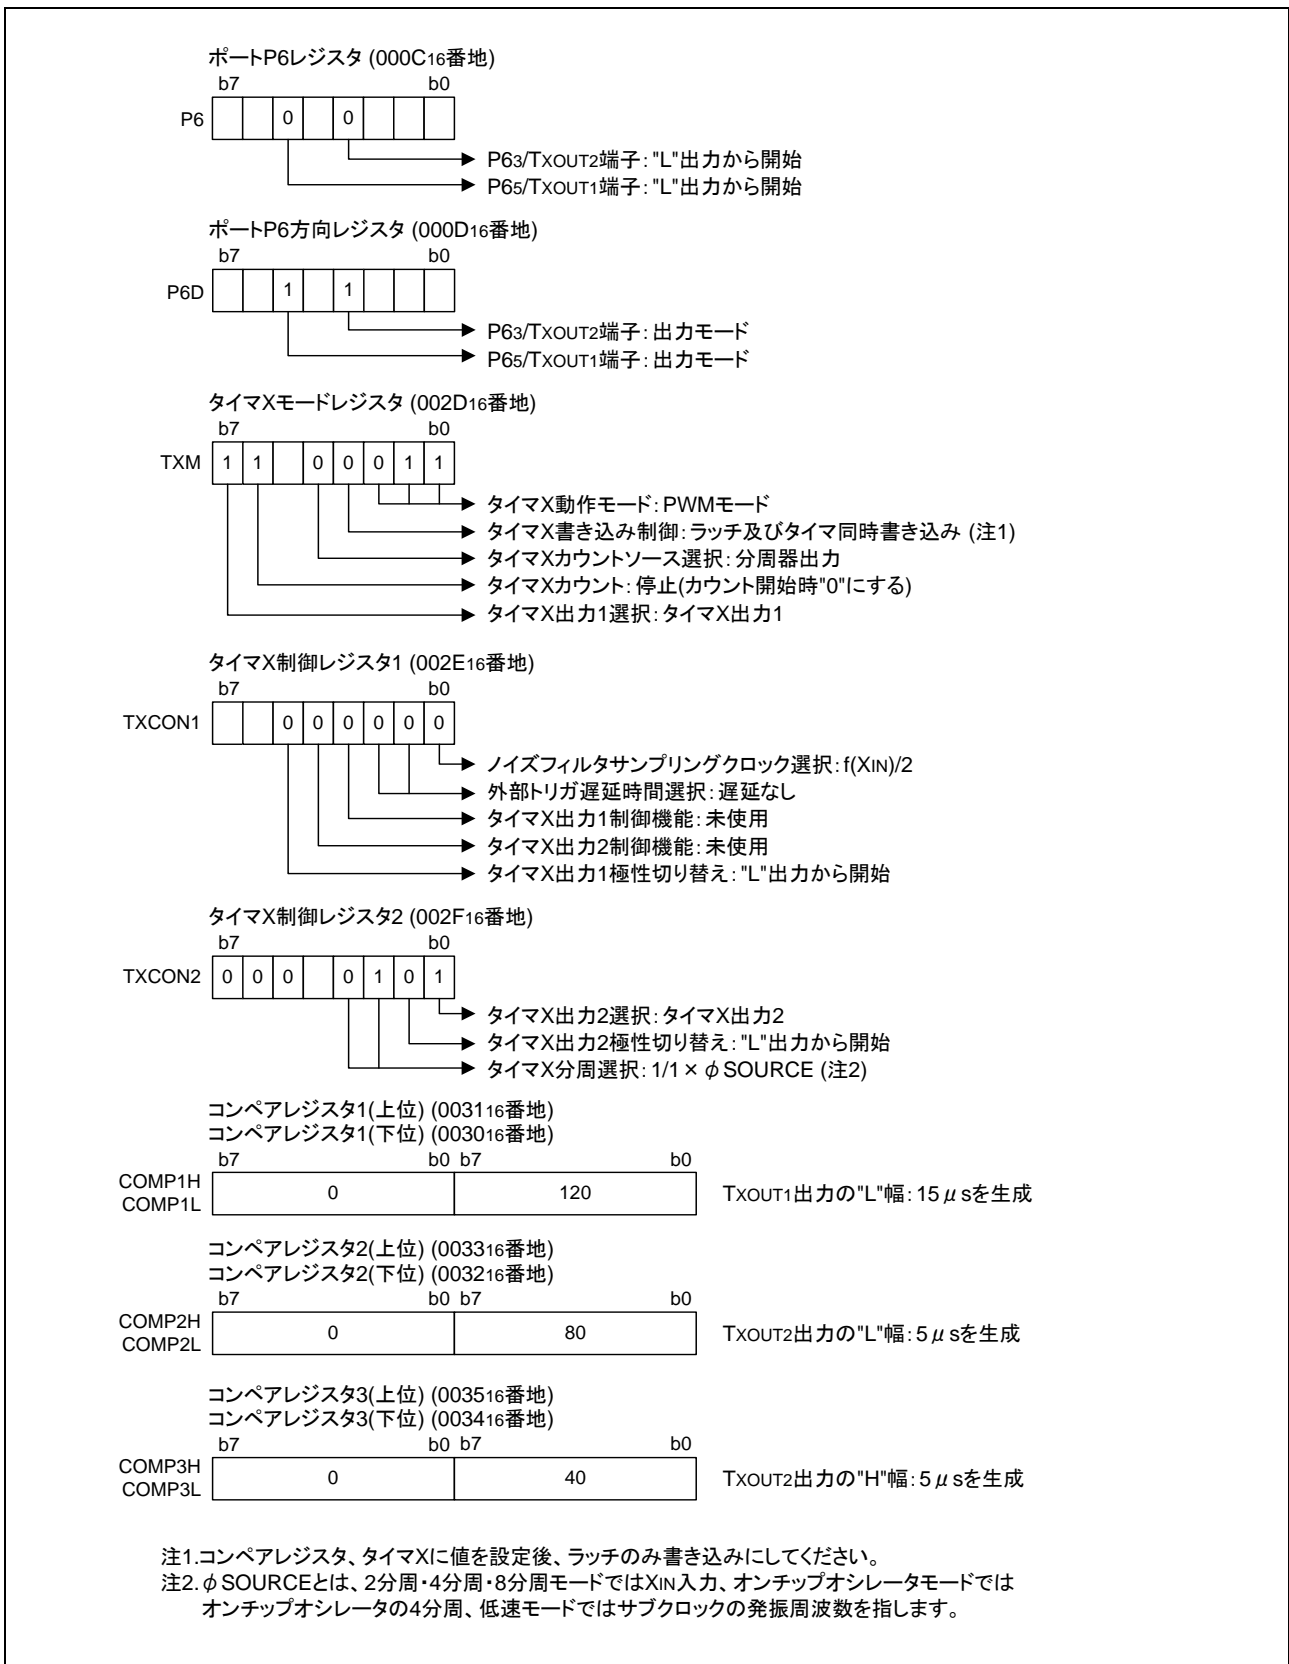 ポートP6レジスタ (000C16番地)
b7 b0
P6 0 0
P63/TXOUT2端子:"L"出力から開始
P65/TXOUT1端子:"L"出力から開始
ポートP6方向レジスタ (000D16番地)
b7 b0
P6D 1 1
P63/TXOUT2端子:出力モード
P65/TXOUT1端子:出力モード
タイマXモードレジスタ (002D16番地)
b7 b0
TXM 1 1 0 0 0 1 1
タイマX動作モード:PWMモード
タイマX書き込み制御:ラッチ及びタイマ同時書き込み (注1)
タイマXカウントソース選択:分周器出力
タイマXカウント:停止(カウント開始時"0"にする)
タイマX出力1選択:タイマX出力1
タイマX制御レジスタ1 (002E16番地)
b7 b0
TXCON1 0 0 0 0 0 0
ノイズフィルタサンプリングクロック選択:f(XIN)/2
外部トリガ遅延時間選択:遅延なし
タイマX出力1制御機能:未使用
タイマX出力2制御機能:未使用
タイマX出力1極性切り替え:"L"出力から開始
タイマX制御レジスタ2 (002F16番地)
b7 b0
TXCON2 0 0 0 0 1 0 1
タイマX出力2選択:タイマX出力2
タイマX出力2極性切り替え:"L"出力から開始
タイマX分周選択:1/1×φSOURCE (注2)
コンペアレジスタ1(上位) (003116番地)
コンペアレジスタ1(下位) (003016番地)
b7 b0 b7 b0
COMP1H
COMP1L 0 120 TXOUT1出力の"L"幅:15μsを生成
コンペアレジスタ2(上位) (003316番地)
コンペアレジスタ2(下位) (003216番地)
b7 b0 b7 b0
COMP2H
COMP2L 0 80 TXOUT2出力の"L"幅:5μsを生成
コンペアレジスタ3(上位) (003516番地)
コンペアレジスタ3(下位) (003416番地)
b7 b0 b7 b0
COMP3H
COMP3L 0 40 TXOUT2出力の"H"幅:5μsを生成
注1.コンペアレジスタ、タイマXに値を設定後、ラッチのみ書き込みにしてください。
注2.φSOURCEとは、2分周・4分周・8分周モードではXIN入力、オンチップオシレータモードでは
オンチップオシレータの4分周、低速モードではサブクロックの発振周波数を指します。